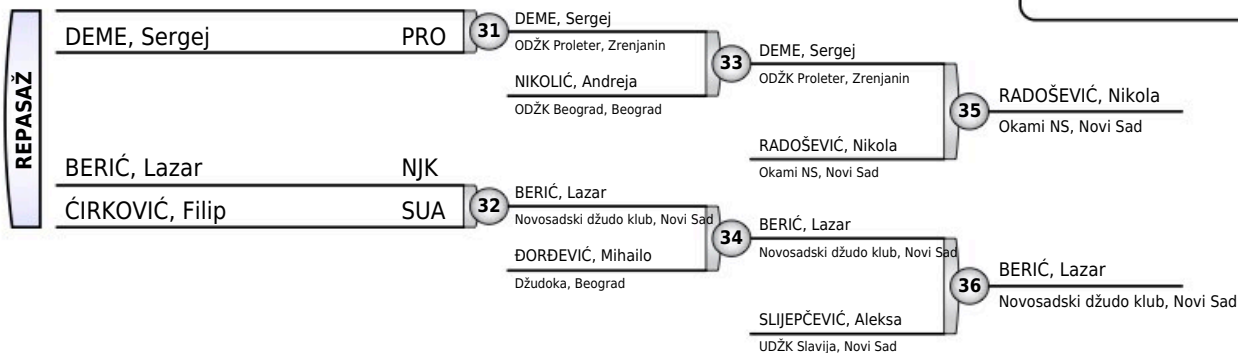 REPASAŽ
DEME, Sergej PRO
BERIĆ, Lazar NJK
ĆIRKOVIĆ, Filip SUA
31
DEME, Sergej
ODŽK Proleter, Zrenjanin
NIKOLIĆ, Andreja
ODŽK Beograd, Beograd
32
BERIĆ, Lazar
Novosadski džudo klub, Novi Sad
ĐORĐEVIĆ, Mihailo
Džudoka, Beograd
33
DEME, Sergej
ODŽK Proleter, Zrenjanin
RADOŠEVIĆ, Nikola
Okami NS, Novi Sad
34
BERIĆ, Lazar
Novosadski džudo klub, Novi Sad
SLIJEPČEVIĆ, Aleksa
UDŽK Slavija, Novi Sad
35
RADOŠEVIĆ, Nikola
Okami NS, Novi Sad
36
BERIĆ, Lazar
Novosadski džudo klub, Novi Sad